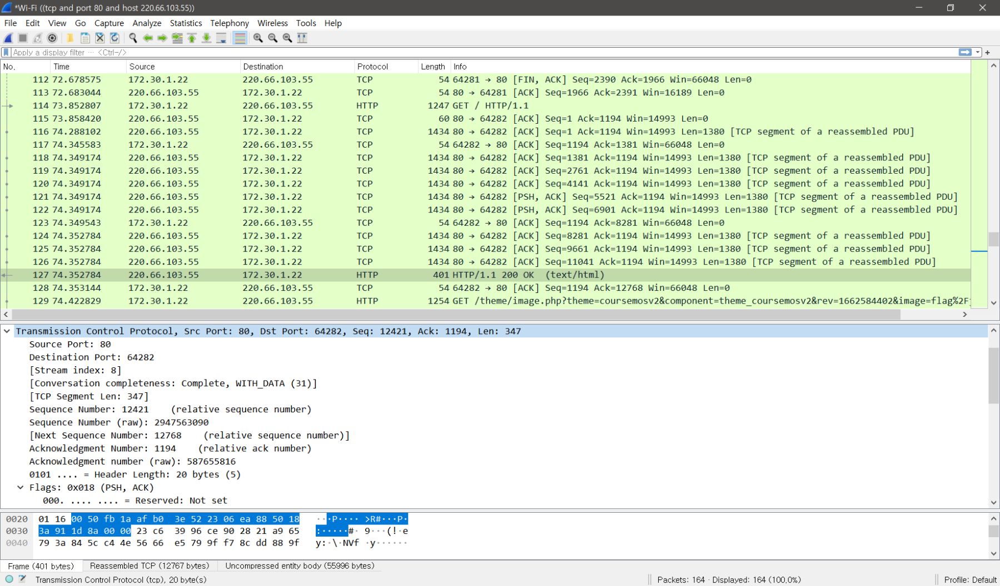 *Wi-Fi ((tcp and port 80 and host 220.66.103.55))
File Edit View Go Capture Analyze Statistics Telephony Wireless Tools Help
Apply a display filter ··· <Ctrl-/>
No. Time Source Destination Protocol Length Info
112 72.678575 172.30.1.22 220.66.103.55 TCP 54 64281 → 80 [FIN, ACK] Seq=2390 Ack=1966 Win=66048 Len=0
113 72.683044 220.66.103.55 172.30.1.22 TCP 54 80 → 64281 [ACK] Seq=1966 Ack=2391 Win=16189 Len=0
114 73.852807 172.30.1.22 220.66.103.55 HTTP 1247 GET / HTTP/1.1
115 73.858420 220.66.103.55 172.30.1.22 TCP 60 80 → 64282 [ACK] Seq=1 Ack=1194 Win=14993 Len=0
116 74.288102 220.66.103.55 172.30.1.22 TCP 1434 80 → 64282 [ACK] Seq=1 Ack=1194 Win=14993 Len=1380 [TCP segment of a reassembled PDU]
117 74.345583 172.30.1.22 220.66.103.55 TCP 54 64282 → 80 [ACK] Seq=1194 Ack=1381 Win=66048 Len=0
118 74.349174 220.66.103.55 172.30.1.22 TCP 1434 80 → 64282 [ACK] Seq=1381 Ack=1194 Win=14993 Len=1380 [TCP segment of a reassembled PDU]
119 74.349174 220.66.103.55 172.30.1.22 TCP 1434 80 → 64282 [ACK] Seq=2761 Ack=1194 Win=14993 Len=1380 [TCP segment of a reassembled PDU]
120 74.349174 220.66.103.55 172.30.1.22 TCP 1434 80 → 64282 [ACK] Seq=4141 Ack=1194 Win=14993 Len=1380 [TCP segment of a reassembled PDU]
121 74.349174 220.66.103.55 172.30.1.22 TCP 1434 80 → 64282 [PSH, ACK] Seq=5521 Ack=1194 Win=14993 Len=1380 [TCP segment of a reassembled PDU]
122 74.349174 220.66.103.55 172.30.1.22 TCP 1434 80 → 64282 [PSH, ACK] Seq=6901 Ack=1194 Win=14993 Len=1380 [TCP segment of a reassembled PDU]
123 74.349543 172.30.1.22 220.66.103.55 TCP 54 64282 → 80 [ACK] Seq=1194 Ack=8281 Win=66048 Len=0
124 74.352784 220.66.103.55 172.30.1.22 TCP 1434 80 → 64282 [ACK] Seq=8281 Ack=1194 Win=14993 Len=1380 [TCP segment of a reassembled PDU]
125 74.352784 220.66.103.55 172.30.1.22 TCP 1434 80 → 64282 [ACK] Seq=9661 Ack=1194 Win=14993 Len=1380 [TCP segment of a reassembled PDU]
126 74.352784 220.66.103.55 172.30.1.22 TCP 1434 80 → 64282 [ACK] Seq=11041 Ack=1194 Win=14993 Len=1380 [TCP segment of a reassembled PDU]
127 74.352784 220.66.103.55 172.30.1.22 HTTP 401 HTTP/1.1 200 OK  (text/html)
128 74.353144 172.30.1.22 220.66.103.55 TCP 54 64282 → 80 [ACK] Seq=1194 Ack=12768 Win=66048 Len=0
129 74.422829 172.30.1.22 220.66.103.55 HTTP 1254 GET /theme/image.php?theme=coursemosv2&component=theme_coursemosv2&rev=1662584402&image=flag%2F
Transmission Control Protocol, Src Port: 80, Dst Port: 64282, Seq: 12421, Ack: 1194, Len: 347
Source Port: 80
Destination Port: 64282
[Stream index: 8]
[Conversation completeness: Complete, WITH_DATA (31)]
[TCP Segment Len: 347]
Sequence Number: 12421    (relative sequence number)
Sequence Number (raw): 2947563090
[Next Sequence Number: 12768    (relative sequence number)]
Acknowledgment Number: 1194    (relative ack number)
Acknowledgment number (raw): 587655816
0101 .... = Header Length: 20 bytes (5)
Flags: 0x018 (PSH, ACK)
000. .... .... = Reserved: Not set
0020 01 16 00 50 fb 1a af b0 3e 52 23 06 ea 88 50 18 ···P···· >R#···P·
0030 3a 91 1d 8a 00 00 23 c6 39 96 ce 90 28 21 a9 65 :·····#· 9···(!·e
0040 79 3a 84 5c c4 4e 56 66 e5 79 9f f7 8c dd 88 9f y:·\·NVf ·y······
Frame (401 bytes) Reassembled TCP (12767 bytes) Uncompressed entity body (55996 bytes)
Transmission Control Protocol (tcp), 20 byte(s) Packets: 164 · Displayed: 164 (100,0%) Profile: Default